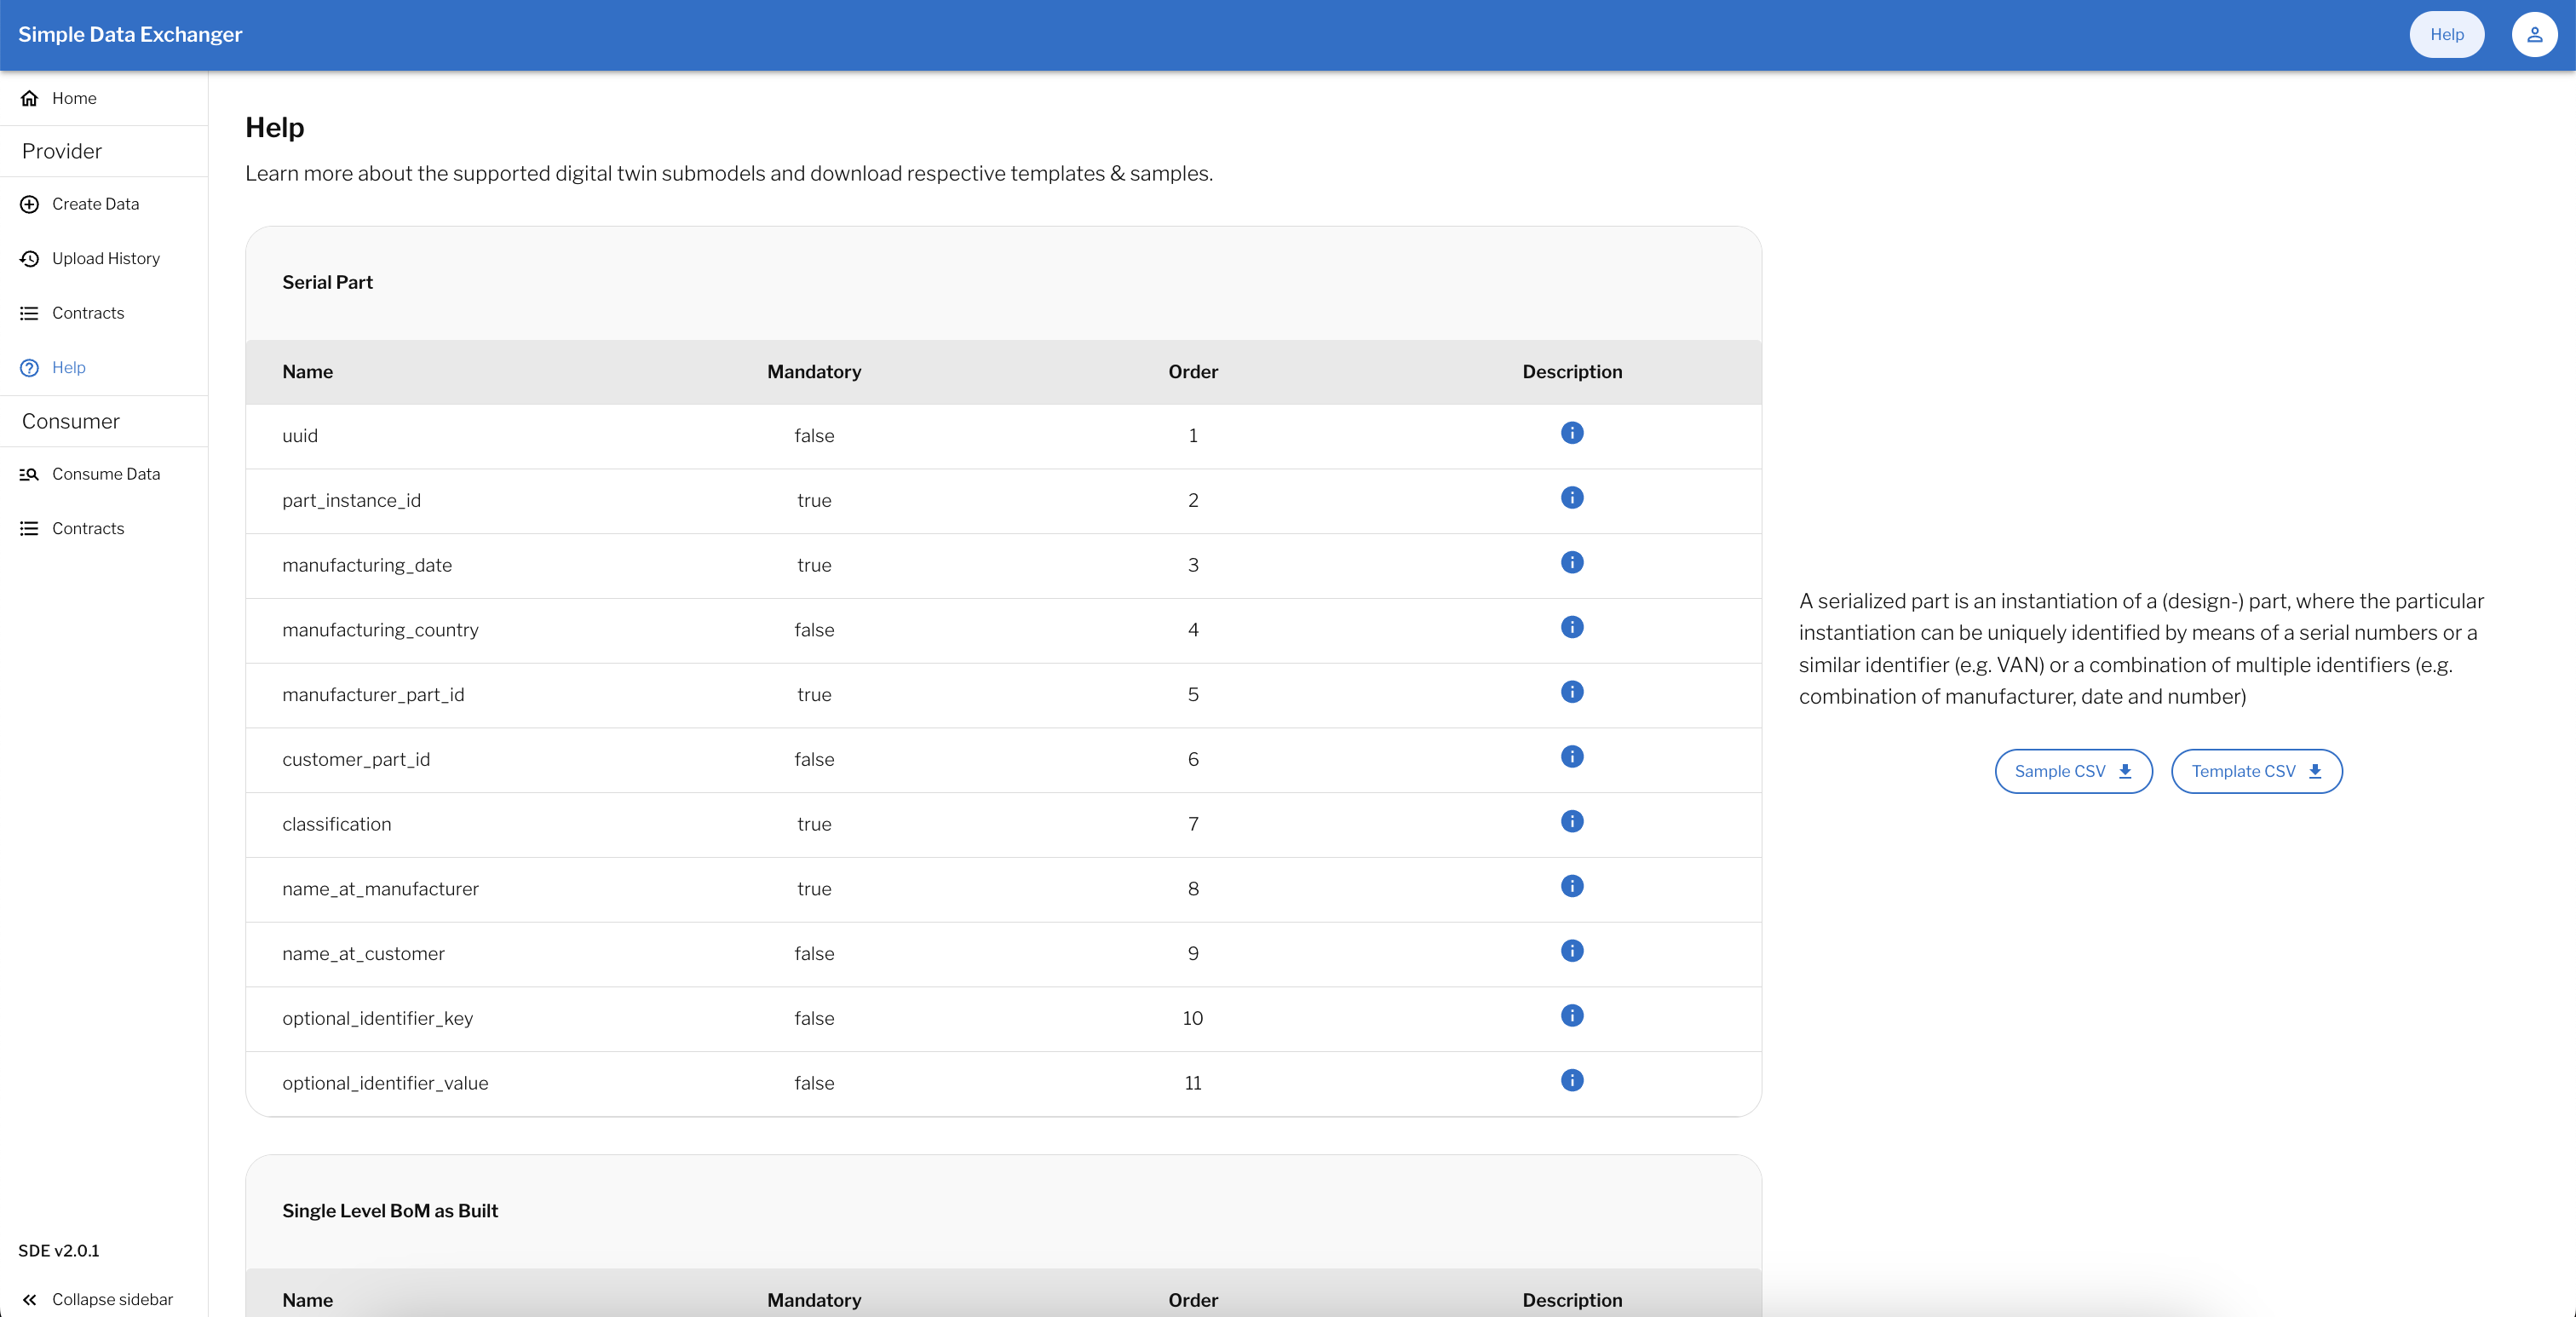 Simple Data Exchanger
Help
Home
Provider
Create Data
Upload History
Contracts
Help
Consumer
Consume Data
Contracts
SDE v2.0.1
Collapse sidebar
Help
Learn more about the supported digital twin submodels and download respective templates & samples.
Serial Part
Name Mandatory Order Description
uuid false 1
part_instance_id true 2
manufacturing_date true 3
manufacturing_country false 4
manufacturer_part_id true 5
customer_part_id false 6
classification true 7
name_at_manufacturer true 8
name_at_customer false 9
optional_identifier_key false 10
optional_identifier_value false 11
A serialized part is an instantiation of a (design-) part, where the particular
instantiation can be uniquely identified by means of a serial numbers or a
similar identifier (e.g. VAN) or a combination of multiple identifiers (e.g.
combination of manufacturer, date and number)
Sample CSV
Template CSV
Single Level BoM as Built
Name Mandatory Order Description